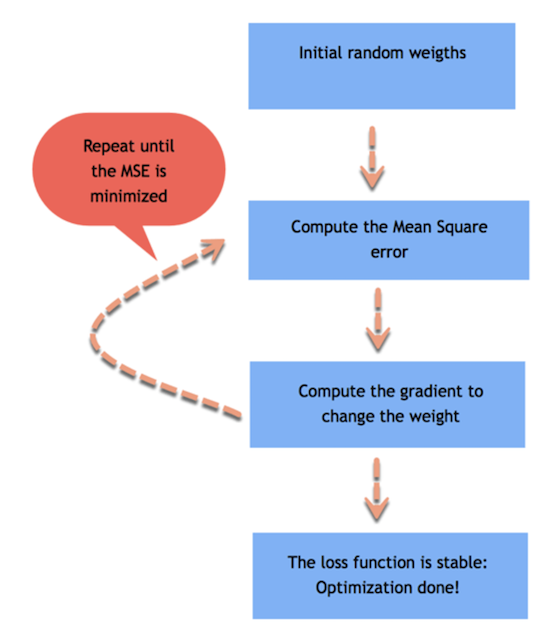 Initial random weigths
Repeat until
the MSE is
minimized
Compute the Mean Square
error
Compute the gradient to
change the weight
The loss function is stable:
Optimization done!